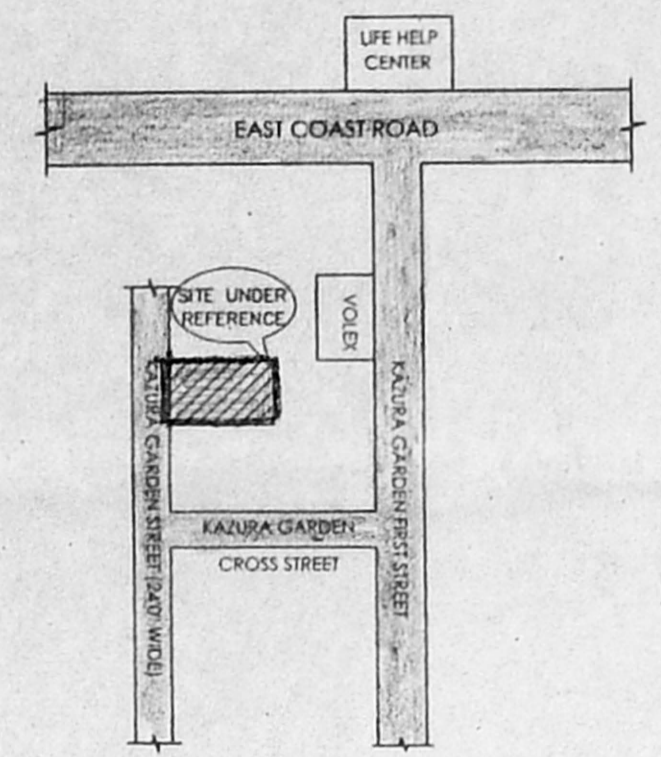 LIFE HELP
CENTER
EAST COAST ROAD
SITE UNDER
REFERENCE
VOLEX
KAZURA GARDEN STREET (24'0" WIDE)
KAZURA GARDEN FIRST STREET
KAZURA GARDEN
CROSS STREET